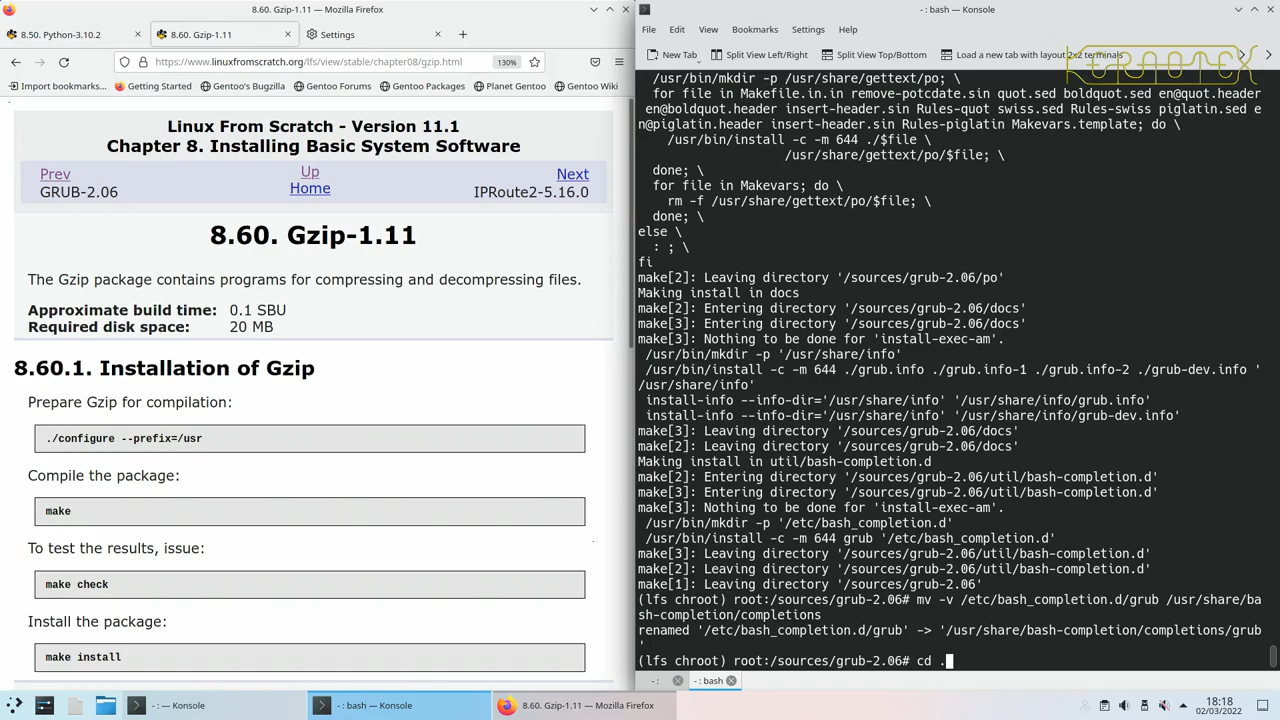 8.60. Gzip-1.11 — Mozilla Firefox
8.50. Python-3.10.2
8.60. Gzip-1.11
Settings
https://www.linuxfromscratch.org/lfs/view/stable/chapter08/gzip.html
130%
Import bookmarks...
Getting Started
Gentoo's Bugzilla
Gentoo Forums
Gentoo Packages
Planet Gentoo
Gentoo Wiki
Linux From Scratch - Version 11.1
Chapter 8. Installing Basic System Software
Prev
Up
Next
GRUB-2.06
Home
IPRoute2-5.16.0
8.60. Gzip-1.11
The Gzip package contains programs for compressing and decompressing files.
Approximate build time: 0.1 SBU
Required disk space: 20 MB
8.60.1. Installation of Gzip
Prepare Gzip for compilation:
./configure --prefix=/usr
Compile the package:
make
To test the results, issue:
make check
Install the package:
make install
- : bash — Konsole
File Edit View Bookmarks Settings Help
New Tab
Split View Left/Right
Split View Top/Bottom
Load a new tab with layout 2x2 terminals
KERNOTEX
/usr/bin/mkdir -p /usr/share/gettext/po; \
for file in Makefile.in.in remove-potcdate.sin quot.sed boldquot.sed en@quot.header
en@boldquot.header insert-header.sin Rules-quot swiss.sed Rules-swiss piglatin.sed e
n@piglatin.header insert-header.sin Rules-piglatin Makevars.template; do \
/usr/bin/install -c -m 644 ./$file \
/usr/share/gettext/po/$file; \
done; \
for file in Makevars; do \
rm -f /usr/share/gettext/po/$file; \
done; \
else \
: ; \
fi
make[2]: Leaving directory '/sources/grub-2.06/po'
Making install in docs
make[2]: Entering directory '/sources/grub-2.06/docs'
make[3]: Entering directory '/sources/grub-2.06/docs'
make[3]: Nothing to be done for 'install-exec-am'.
/usr/bin/mkdir -p '/usr/share/info'
/usr/bin/install -c -m 644 ./grub.info ./grub.info-1 ./grub.info-2 ./grub-dev.info '
/usr/share/info'
install-info --info-dir='/usr/share/info' '/usr/share/info/grub.info'
install-info --info-dir='/usr/share/info' '/usr/share/info/grub-dev.info'
make[3]: Leaving directory '/sources/grub-2.06/docs'
make[2]: Leaving directory '/sources/grub-2.06/docs'
Making install in util/bash-completion.d
make[2]: Entering directory '/sources/grub-2.06/util/bash-completion.d'
make[3]: Entering directory '/sources/grub-2.06/util/bash-completion.d'
make[3]: Nothing to be done for 'install-exec-am'.
/usr/bin/mkdir -p '/etc/bash_completion.d'
/usr/bin/install -c -m 644 grub '/etc/bash_completion.d'
make[3]: Leaving directory '/sources/grub-2.06/util/bash-completion.d'
make[2]: Leaving directory '/sources/grub-2.06/util/bash-completion.d'
make[1]: Leaving directory '/sources/grub-2.06'
(lfs chroot) root:/sources/grub-2.06# mv -v /etc/bash_completion.d/grub /usr/share/ba
sh-completion/completions
renamed '/etc/bash_completion.d/grub' -> '/usr/share/bash-completion/completions/grub
'
(lfs chroot) root:/sources/grub-2.06# cd .
- :
- : bash
- : — Konsole
- : bash — Konsole
8.60. Gzip-1.11 — Mozilla Firefox
18:18
02/03/2022